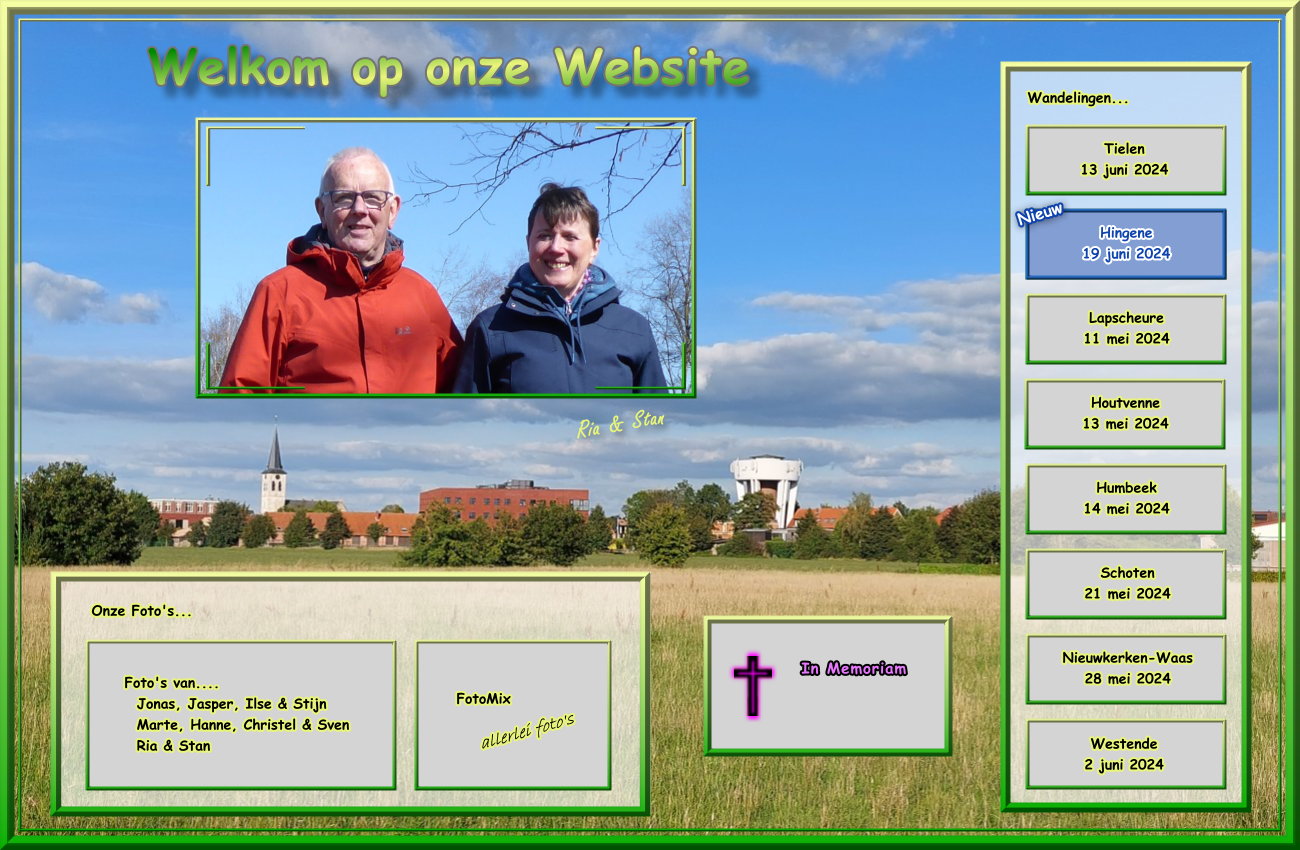 Welkom op onze Website
Ria & Stan
Wandelingen...
Tielen
13 juni 2024
Nieuw
Hingene
19 juni 2024
Lapscheure
11 mei 2024
Houtvenne
13 mei 2024
Humbeek
14 mei 2024
Schoten
21 mei 2024
Nieuwkerken-Waas
28 mei 2024
Westende
2 juni 2024
Onze Foto's...
Foto's van....
Jonas, Jasper, Ilse & Stijn
Marte, Hanne, Christel & Sven
Ria & Stan
FotoMix
allerlei foto's
In Memoriam